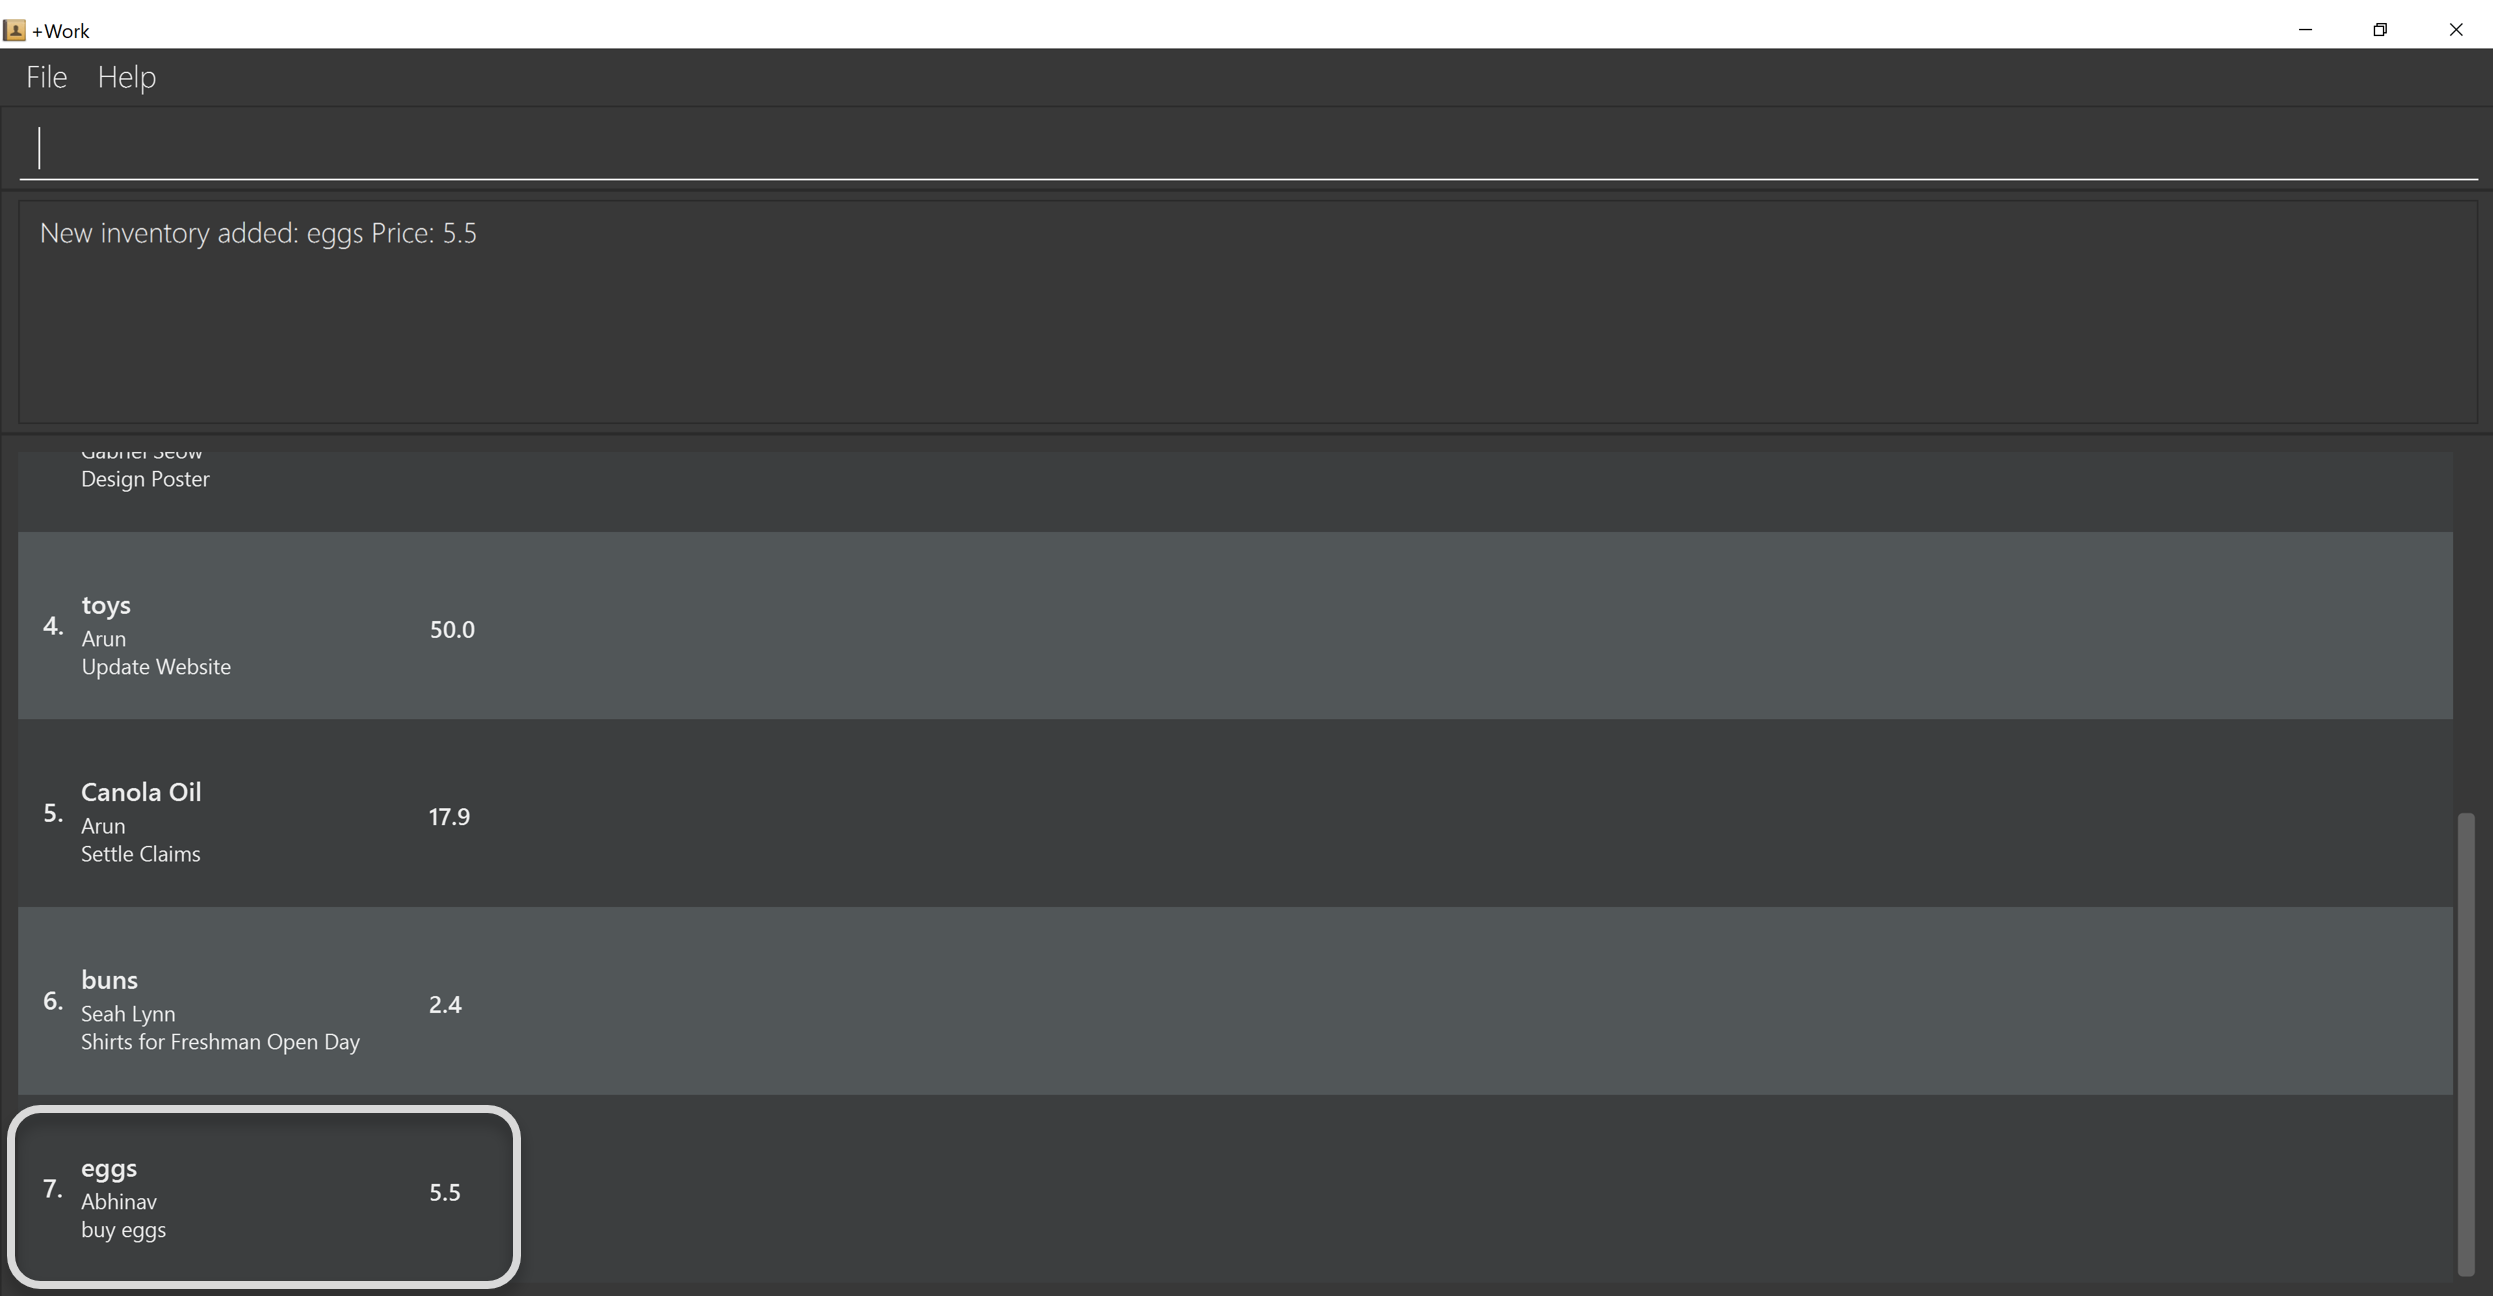 +Work
File Help
New inventory added: eggs Price: 5.5
Gabriel Seow
Design Poster
4. toys 50.0
Arun
Update Website
5. Canola Oil 17.9
Arun
Settle Claims
6. buns 2.4
Seah Lynn
Shirts for Freshman Open Day
7. eggs 5.5
Abhinav
buy eggs